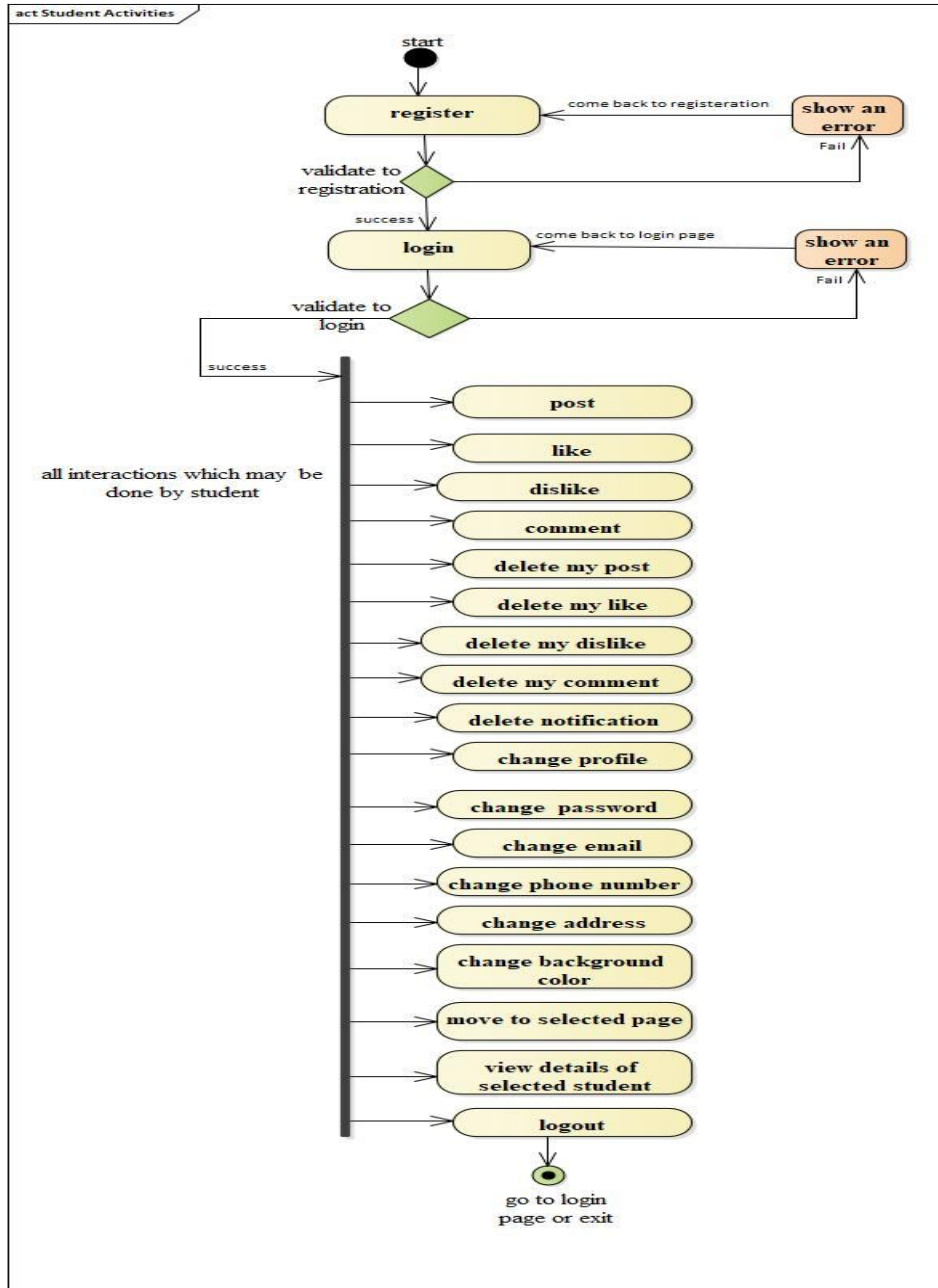 act Student Activities
start
register
come back to registeration
show an
error
Fail
validate to
registration
success
login
come back to login page
show an
error
Fail
validate to
login
success
post
like
all interactions which may be
done by student
dislike
comment
delete my post
delete my like
delete my dislike
delete my comment
delete notification
change profile
change password
change email
change phone number
change address
change background
color
move to selected page
view details of
selected student
logout
go to login
page or exit